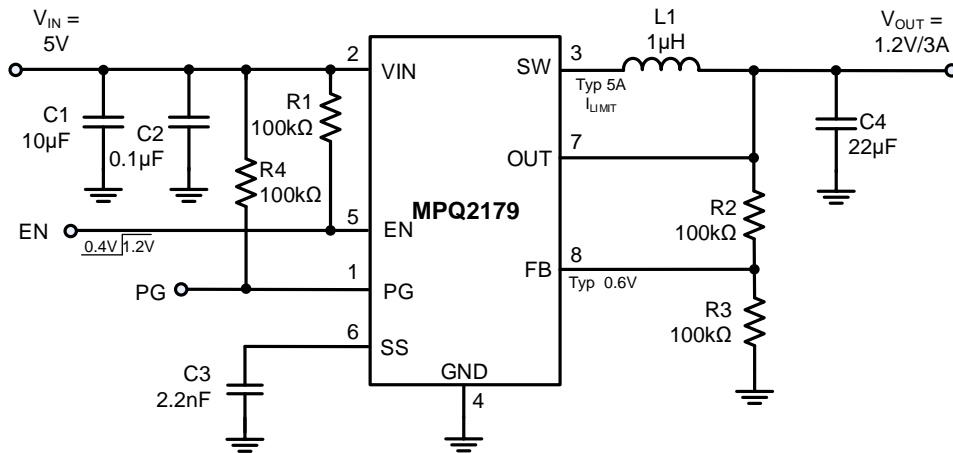 V_IN =
5V
C1
10µF
C2
0.1µF
R4
100kΩ
R1
100kΩ
EN
0.4V 1.2V
PG
C3
2.2nF
2
VIN
5
EN
1
PG
6
SS
MPQ2179
GND
4
SW
3
Typ 5A
I_LIMIT
OUT
7
FB
8
Typ 0.6V
L1
1µH
V_OUT =
1.2V/3A
C4
22µF
R2
100kΩ
R3
100kΩ